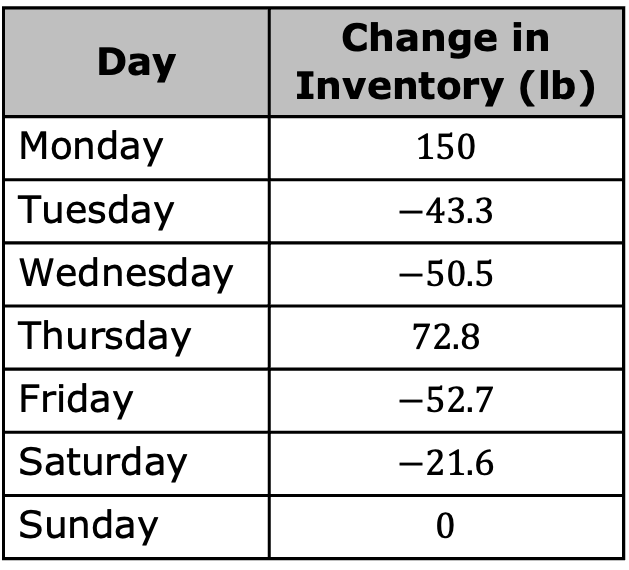 Day
Change in
Inventory (lb)
Monday 150
Tuesday −43.3
Wednesday −50.5
Thursday 72.8
Friday −52.7
Saturday −21.6
Sunday 0